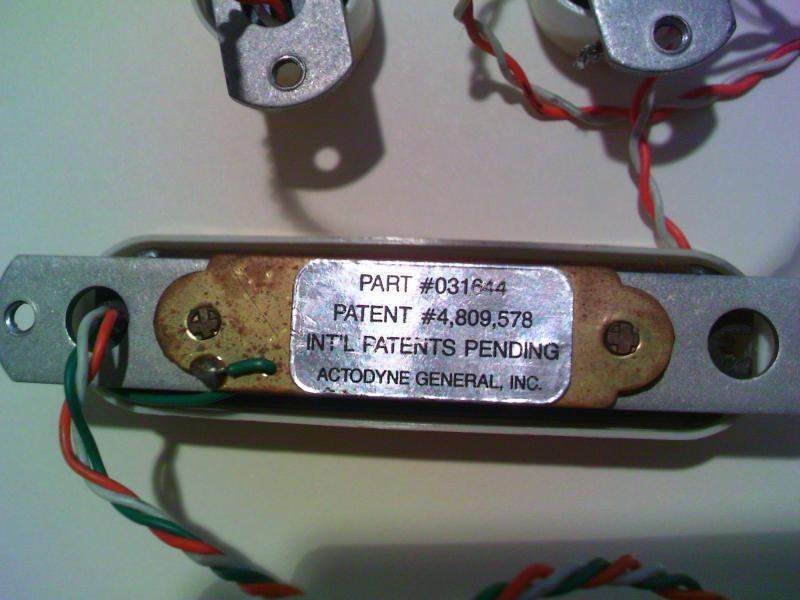 PART #031644
PATENT #4,809,578
INT'L PATENTS PENDING
ACTODYNE GENERAL, INC.